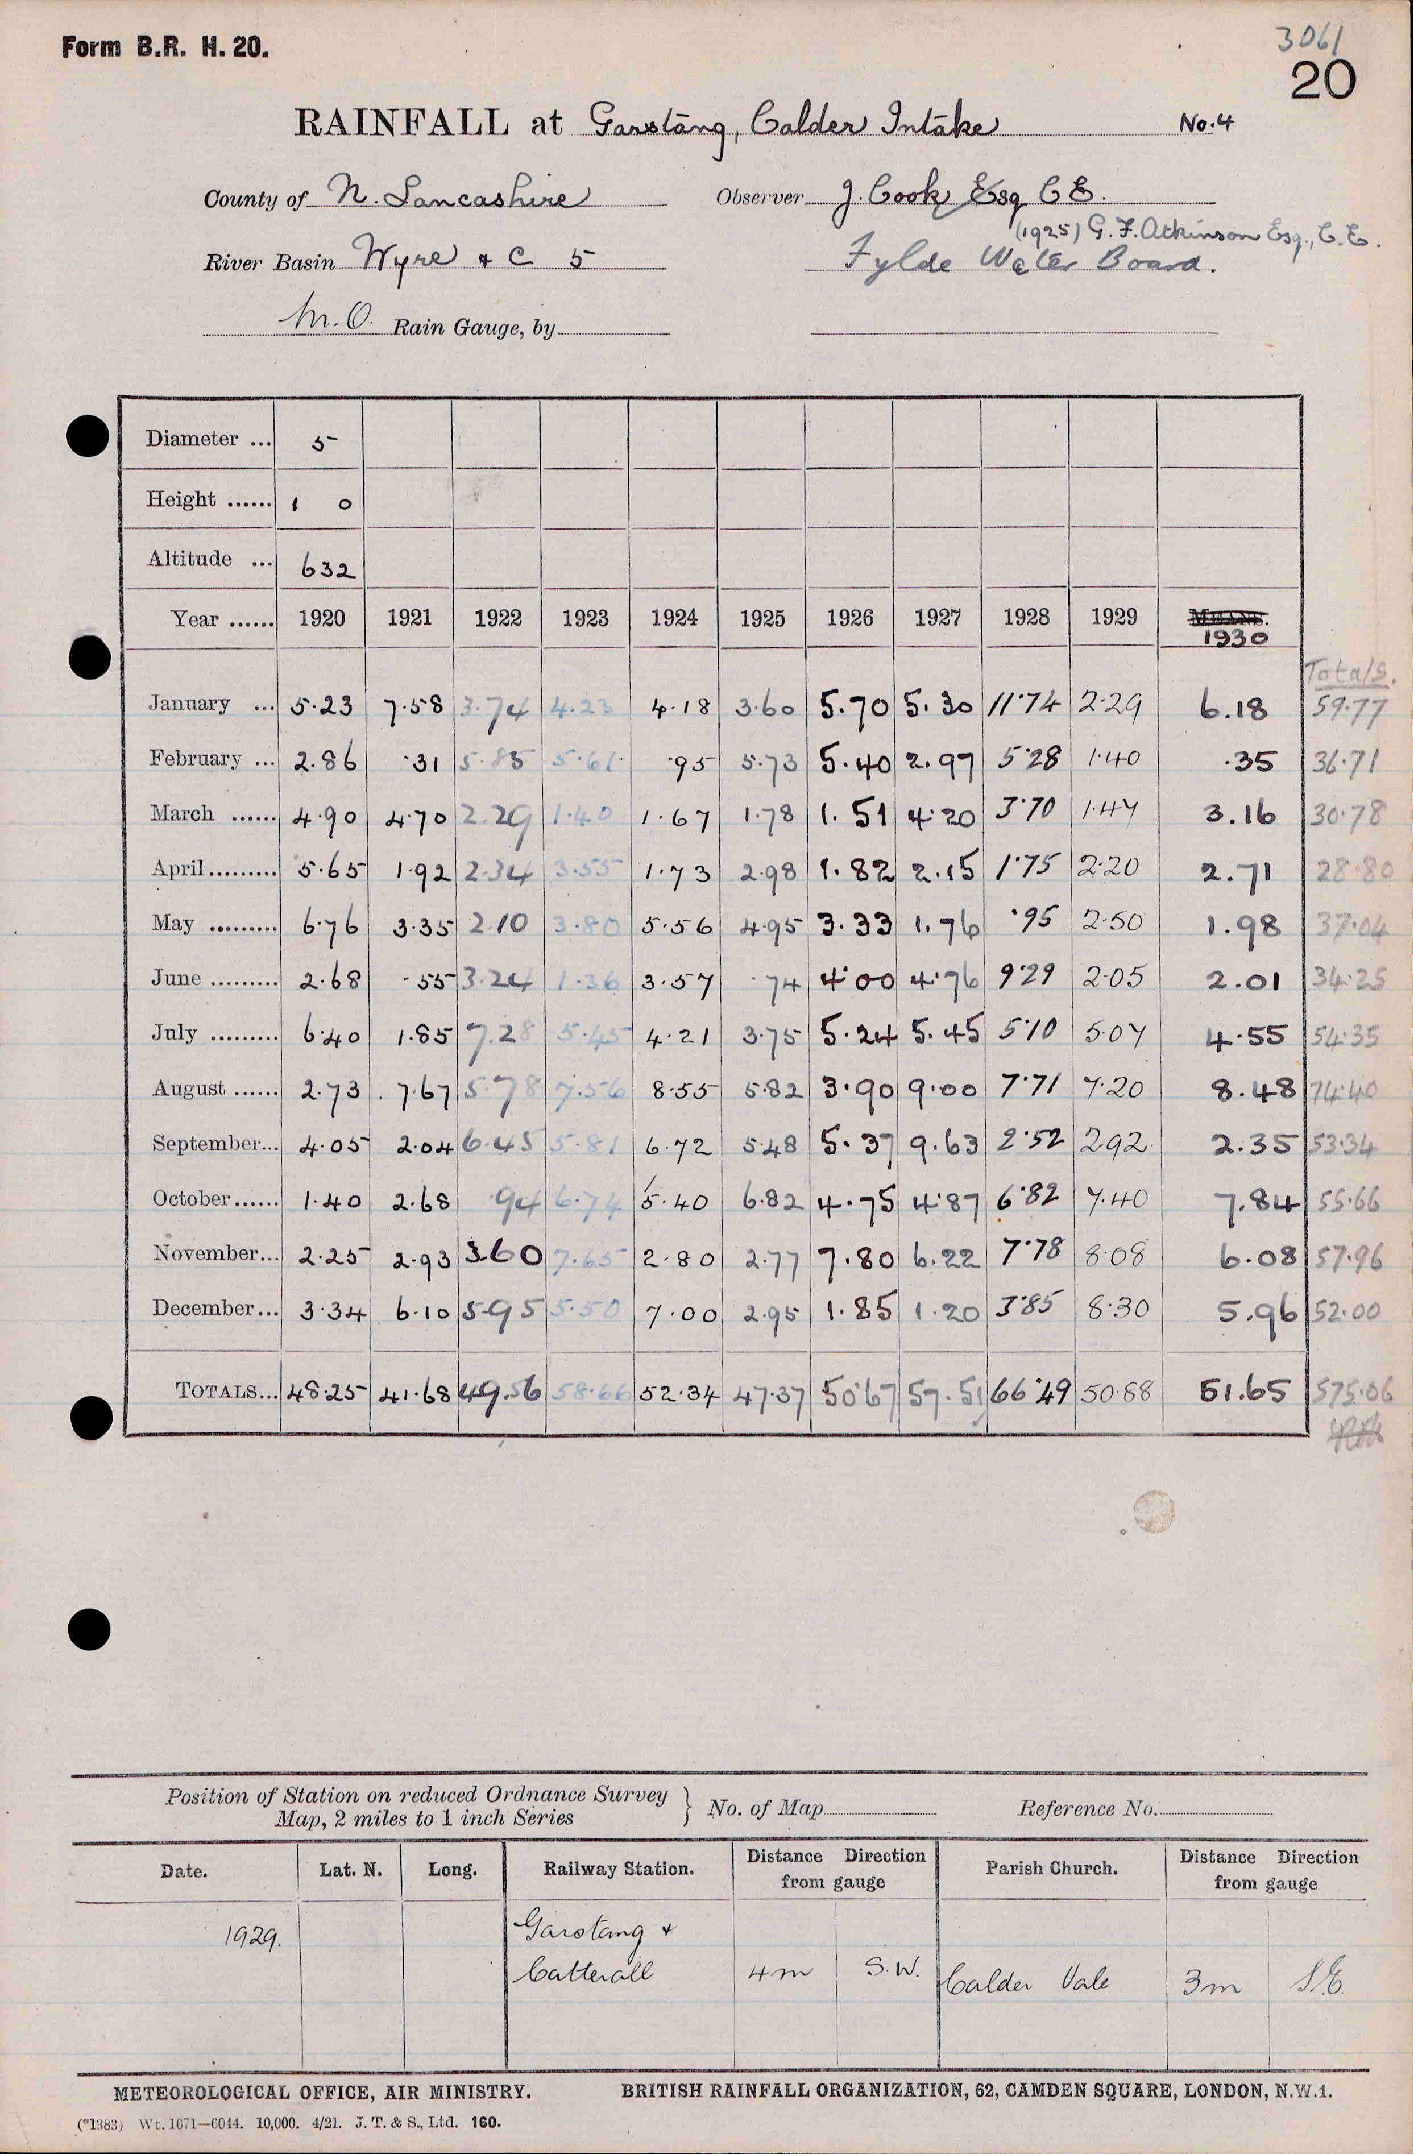 3061
Form B.R. H. 20.
20
RAINFALL at Garstang, Calder Intake No. 4
County of N. Lancashire Observer J. Cook Esq C E.
(1925) G. F. Atkinson Esq., C. E.
River Basin Wyre & C 5 Fylde Water Board.
M. O. Rain Gauge, by
Diameter ... 5
Height ...... 1 0
Altitude ... 632
Year ...... 1920 1921 1922 1923 1924 1925 1926 1927 1928 1929 MEANS. 1930
Totals.
January ... 5.23 7.58 3.74 4.23 4.18 3.60 5.70 5.30 11.74 2.29 6.18 59.77
February ... 2.86 .31 5.85 5.61 .95 5.73 5.40 2.97 5.28 1.40 .35 36.71
March ...... 4.90 4.70 2.29 1.40 1.67 1.78 1.51 4.20 3.70 1.47 3.16 30.78
April......... 5.65 1.92 2.34 3.55 1.73 2.98 1.82 2.15 1.75 2.20 2.71 28.80
May ......... 6.76 3.35 2.10 3.80 5.56 4.95 3.33 1.76 .95 2.50 1.98 37.04
June ......... 2.68 .55 3.24 1.36 3.57 .74 4.00 4.76 9.29 2.05 2.01 34.25
July ......... 6.40 1.85 7.28 5.45 4.21 3.75 5.24 5.45 5.10 5.07 4.55 54.35
August ...... 2.73 7.67 5.78 7.56 8.55 5.82 3.90 9.00 7.71 7.20 8.48 74.40
September... 4.05 2.04 6.45 5.81 6.72 5.48 5.37 9.63 2.52 2.92 2.35 53.34
October...... 1.40 2.68 .94 6.74 5.40 6.82 4.75 4.87 6.82 7.40 7.84 55.66
November... 2.25 2.93 3.60 7.65 2.80 2.77 7.80 6.22 7.78 8.08 6.08 57.96
December... 3.34 6.10 5.95 5.50 7.00 2.95 1.85 1.20 3.85 8.30 5.96 52.00
TOTALS... 48.25 41.68 49.56 58.66 52.34 47.37 50.67 57.51 66.49 50.88 51.65 575.06
Position of Station on reduced Ordnance Survey
Map, 2 miles to 1 inch Series } No. of Map Reference No.
Date. Lat. N. Long. Railway Station. Distance Direction from gauge Parish Church. Distance Direction from gauge
1929. Garstang &
Catterall 4m S.W. Calder Vale 3m S.E.
METEOROLOGICAL OFFICE, AIR MINISTRY. BRITISH RAINFALL ORGANIZATION, 62, CAMDEN SQUARE, LONDON, N.W.1.
(*1383) Wt. 1671—6044. 10,000. 4/21. J. T. & S., Ltd. 160.